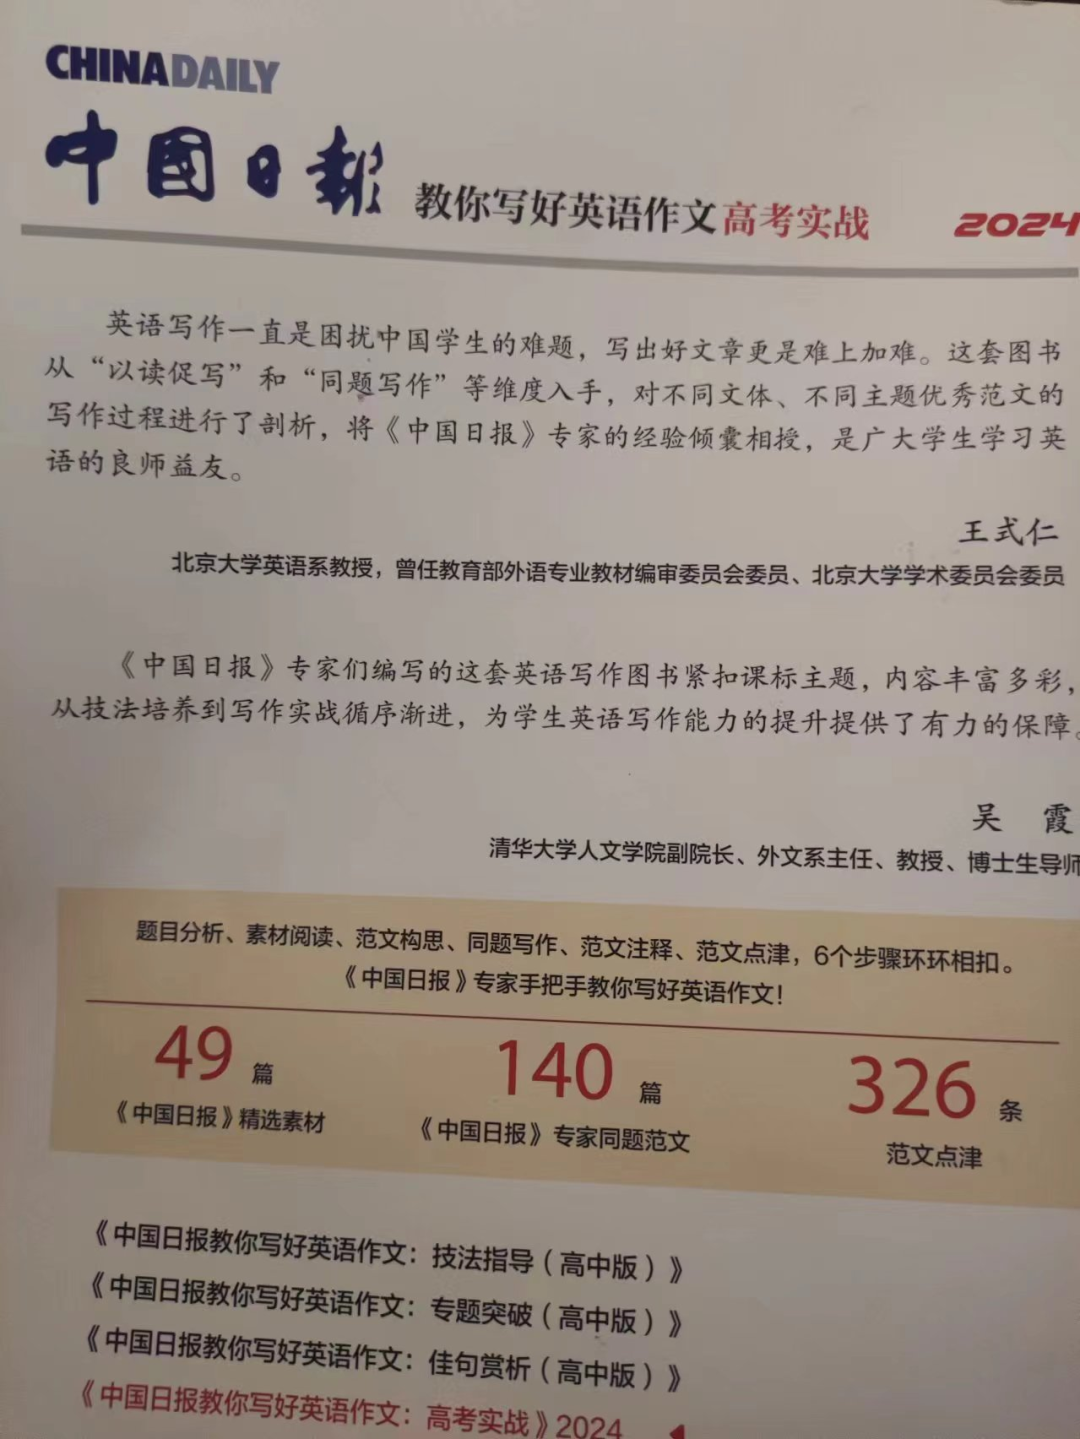 CHINADAILY
中國日報 教你写好英语作文高考实战 2024
英语写作一直是困扰中国学生的难题，写出好文章更是难上加难。这套图书
从“以读促写”和“同题写作”等维度入手，对不同文体、不同主题优秀范文的
写作过程进行了剖析，将《中国日报》专家的经验倾囊相授，是广大学生学习英
语的良师益友。
王式仁
北京大学英语系教授，曾任教育部外语专业教材编审委员会委员、北京大学学术委员会委员
《中国日报》专家们编写的这套英语写作图书紧扣课标主题，内容丰富多彩，
从技法培养到写作实战循序渐进，为学生英语写作能力的提升提供了有力的保障。
吴 霞
清华大学人文学院副院长、外文系主任、教授、博士生导师
题目分析、素材阅读、范文构思、同题写作、范文注释、范文点津，6个步骤环环相扣。
《中国日报》专家手把手教你写好英语作文！
49篇 140篇 326条
《中国日报》精选素材 《中国日报》专家同题范文 范文点津
《中国日报教你写好英语作文：技法指导（高中版）》
《中国日报教你写好英语作文：专题突破（高中版）》
《中国日报教你写好英语作文：佳句赏析（高中版）》
《中国日报教你写好英语作文：高考实战》2024